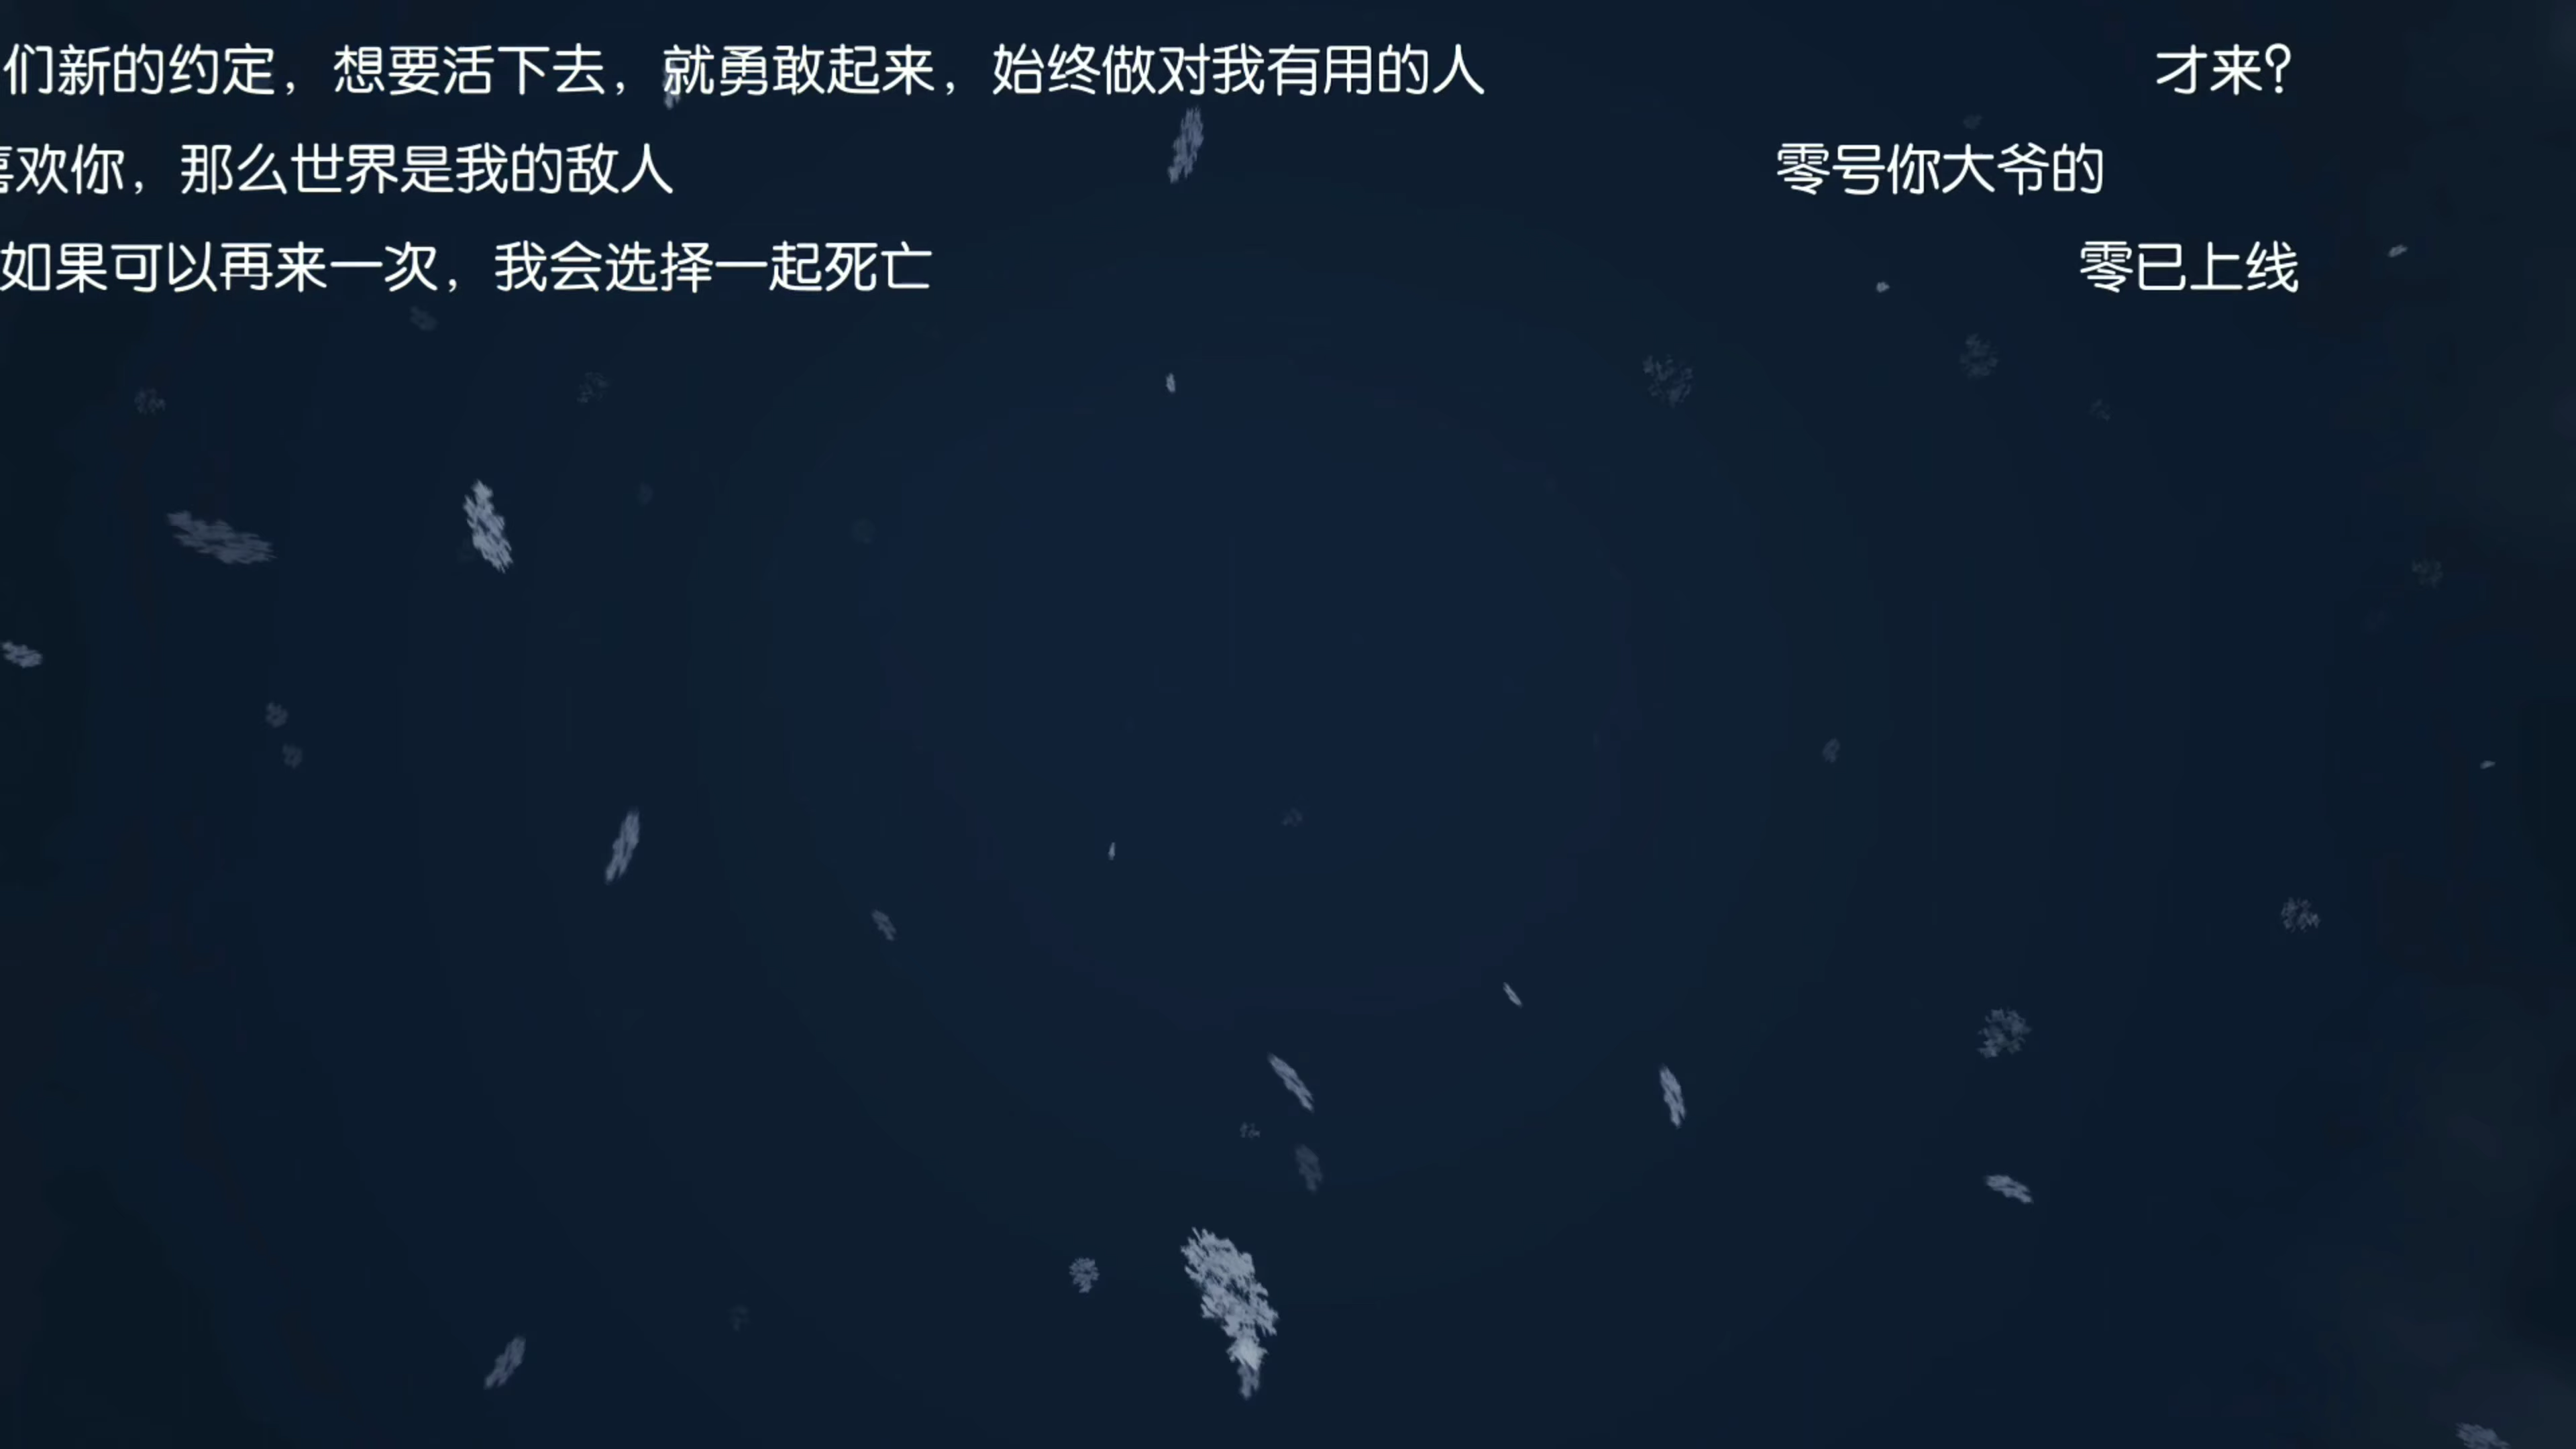 们新的约定，想要活下去，就勇敢起来，始终做对我有用的人 才来？
喜欢你，那么世界是我的敌人 零号你大爷的
如果可以再来一次，我会选择一起死亡 零已上线